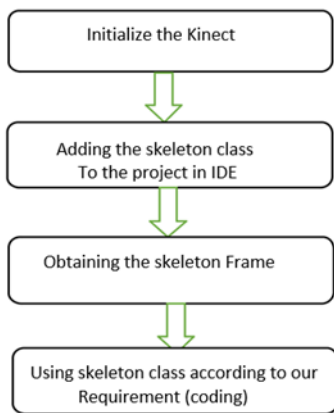 Initialize the Kinect
Adding the skeleton class
To the project in IDE
Obtaining the skeleton Frame
Using skeleton class according to our
Requirement (coding)